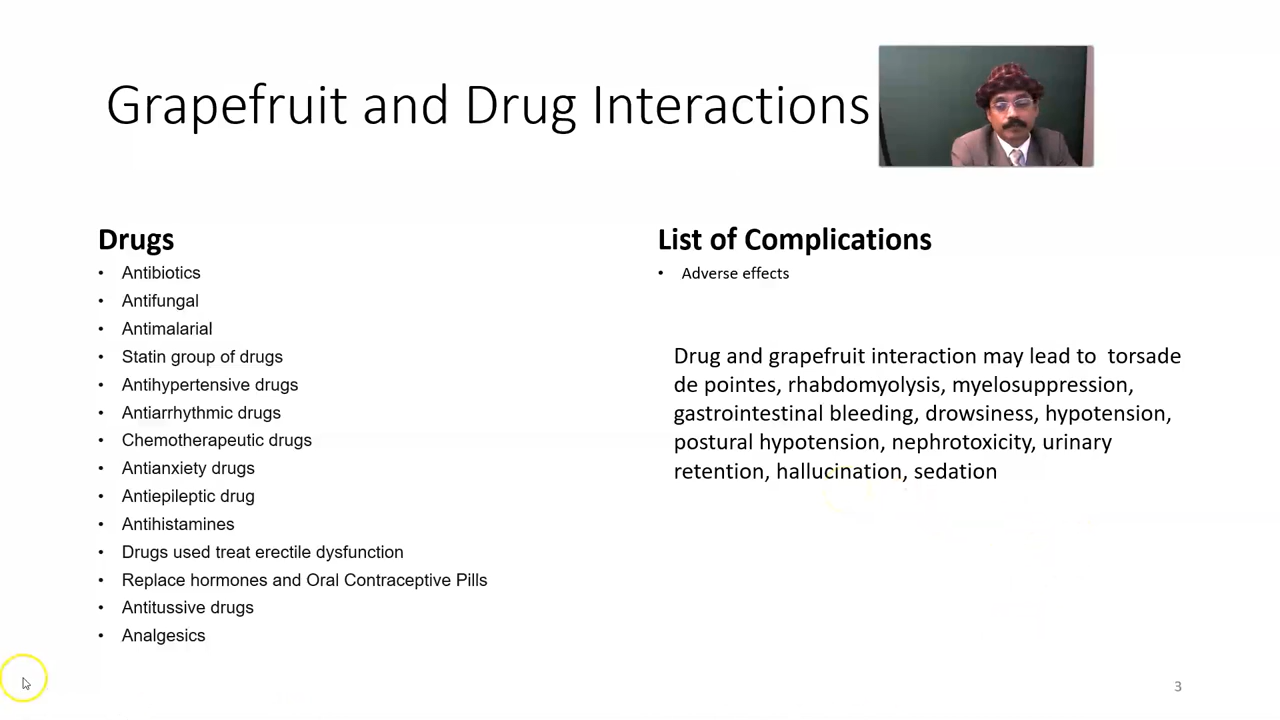 Grapefruit and Drug Interactions
Drugs
• Antibiotics
• Antifungal
• Antimalarial
• Statin group of drugs
• Antihypertensive drugs
• Antiarrhythmic drugs
• Chemotherapeutic drugs
• Antianxiety drugs
• Antiepileptic drug
• Antihistamines
• Drugs used treat erectile dysfunction
• Replace hormones and Oral Contraceptive Pills
• Antitussive drugs
• Analgesics
List of Complications
• Adverse effects
Drug and grapefruit interaction may lead to torsade
de pointes, rhabdomyolysis, myelosuppression,
gastrointestinal bleeding, drowsiness, hypotension,
postural hypotension, nephrotoxicity, urinary
retention, hallucination, sedation
3